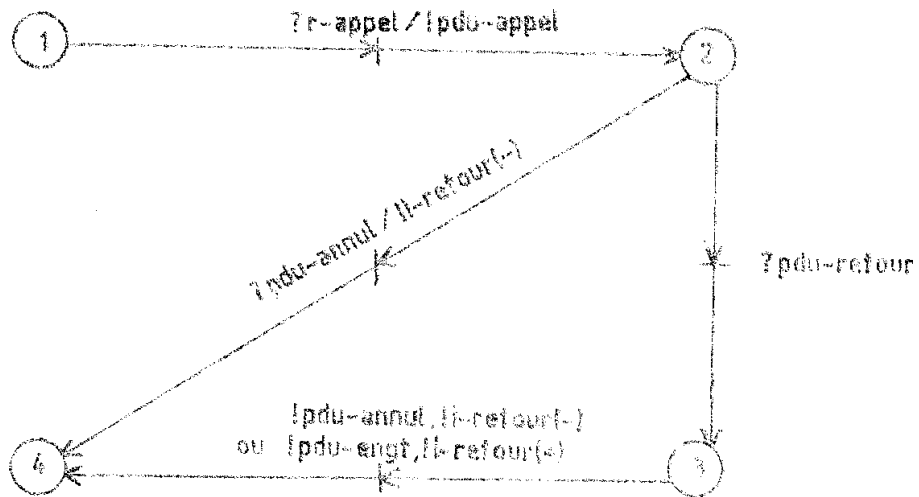 ?r-appel/!pdu-appel
1
2
?pdu-annul/!i-retour(-)
?pdu-retour
!pdu-annul,!i-retour(-)
ou !pdu-engt,!i-retour(+)
4
3